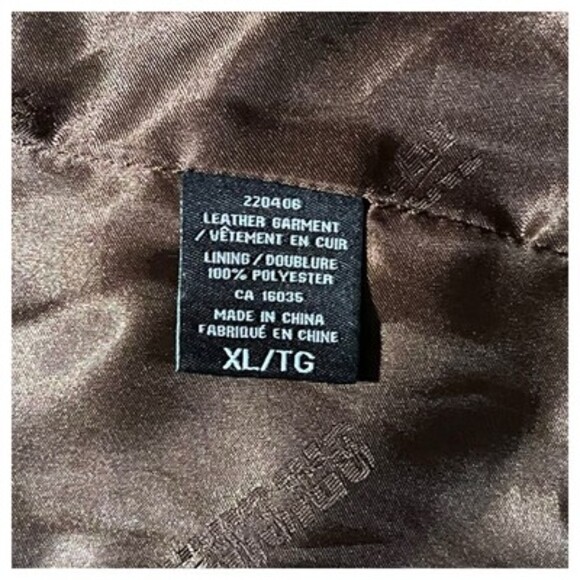 220406
LEATHER GARMENT
/ VÊTEMENT EN CUIR
LINING / DOUBLURE
100% POLYESTER
CA 16035
MADE IN CHINA
FABRIQUÉ EN CHINE
XL/TG